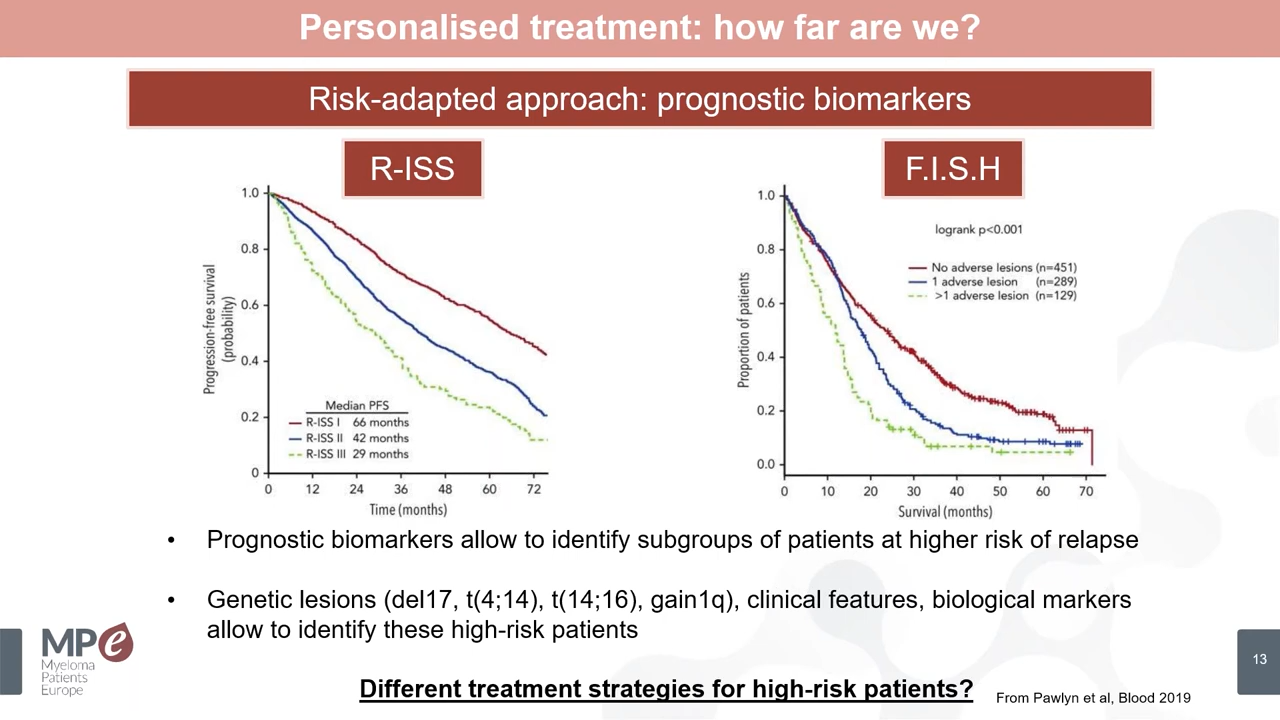 Personalised treatment: how far are we?
Risk-adapted approach: prognostic biomarkers
R-ISS
F.I.S.H
1.0
0.8
0.6
0.4
0.2
0
Progression-free survival
(probability)
Median PFS
R-ISS I 66 months
R-ISS II 42 months
R-ISS III 29 months
0 12 24 36 48 60 72
Time (months)
1.0
0.8
0.6
0.4
0.2
0.0
Proportion of patients
logrank p<0.001
No adverse lesions (n=451)
1 adverse lesion (n=289)
>1 adverse lesion (n=129)
0 10 20 30 40 50 60 70
Survival (months)
• Prognostic biomarkers allow to identify subgroups of patients at higher risk of relapse
• Genetic lesions (del17, t(4;14), t(14;16), gain1q), clinical features, biological markers
allow to identify these high-risk patients
MPe
Myeloma
Patients
Europe
13
Different treatment strategies for high-risk patients?
From Pawlyn et al, Blood 2019